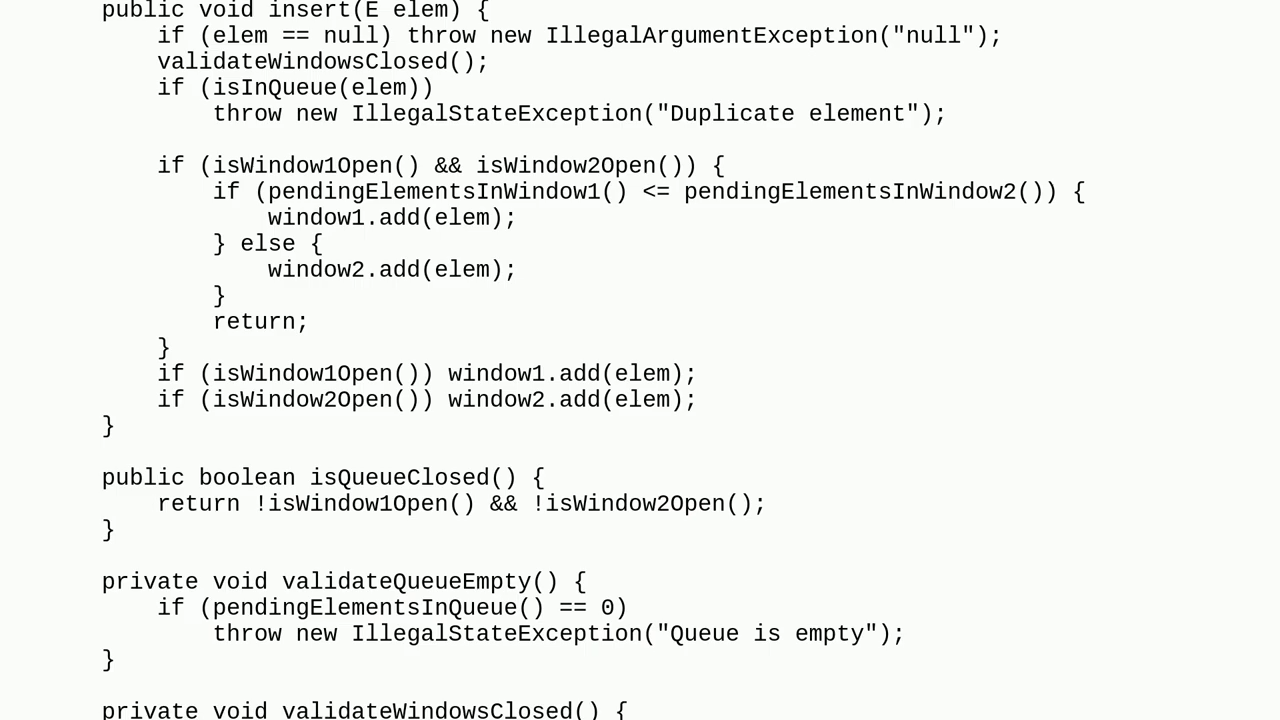 public void insert(E elem) {
    if (elem == null) throw new IllegalArgumentException("null");
    validateWindowsClosed();
    if (isInQueue(elem))
        throw new IllegalStateException("Duplicate element");

    if (isWindow1Open() && isWindow2Open()) {
        if (pendingElementsInWindow1() <= pendingElementsInWindow2()) {
            window1.add(elem);
        } else {
            window2.add(elem);
        }
        return;
    }
    if (isWindow1Open()) window1.add(elem);
    if (isWindow2Open()) window2.add(elem);
}

public boolean isQueueClosed() {
    return !isWindow1Open() && !isWindow2Open();
}

private void validateQueueEmpty() {
    if (pendingElementsInQueue() == 0)
        throw new IllegalStateException("Queue is empty");
}

private void validateWindowsClosed() {